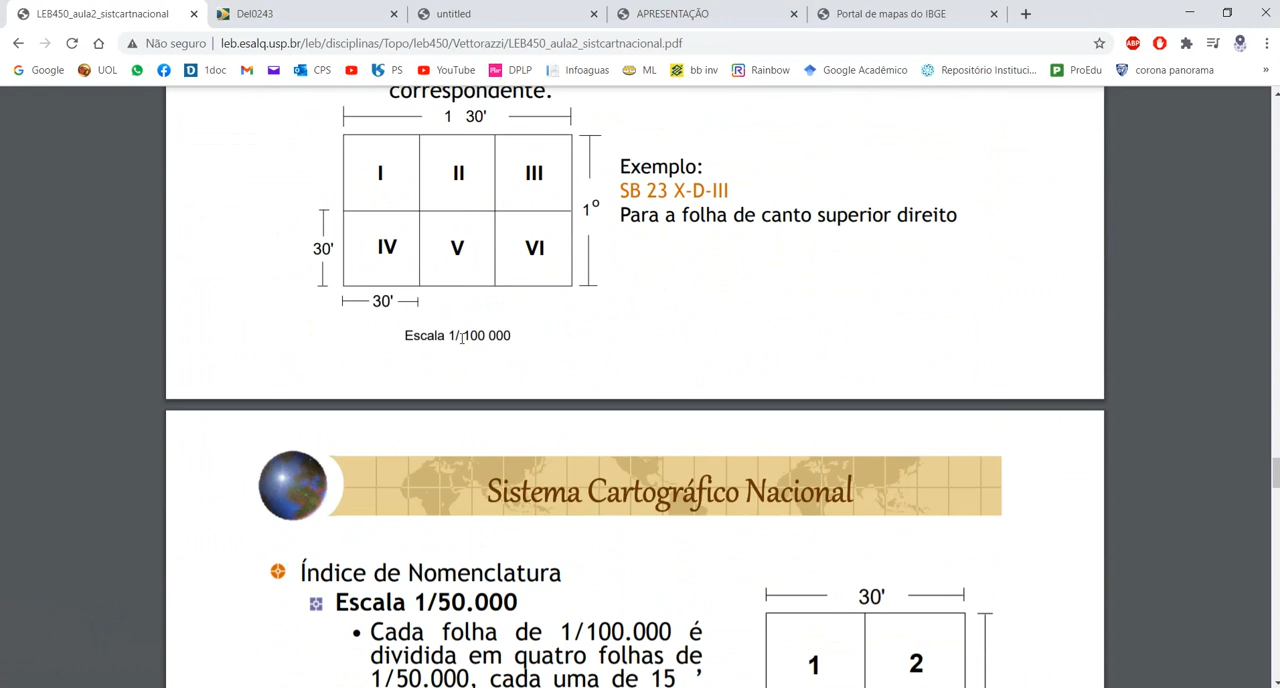 LEB450_aula2_sistcartnacional
Del0243
untitled
APRESENTAÇÃO
Portal de mapas do IBGE
Não seguro
leb.esalq.usp.br/leb/disciplinas/Topo/leb450/Vettorazzi/LEB450_aula2_sistcartnacional.pdf
ABP
Google
UOL
1doc
CPS
PS
YouTube
DPLP
Infoaguas
ML
bb inv
Rainbow
Google Acadêmico
Repositório Instituci...
ProEdu
corona panorama
»
correspondente.
1 30'
I II III
1º
IV V VI
30'
30'
Escala 1/100 000
Exemplo:
SB 23 X-D-III
Para a folha de canto superior direito
Sistema Cartográfico Nacional
Índice de Nomenclatura
Escala 1/50.000
• Cada folha de 1/100.000 é
dividida em quatro folhas de
1/50.000, cada uma de 15 ’
30'
1 2